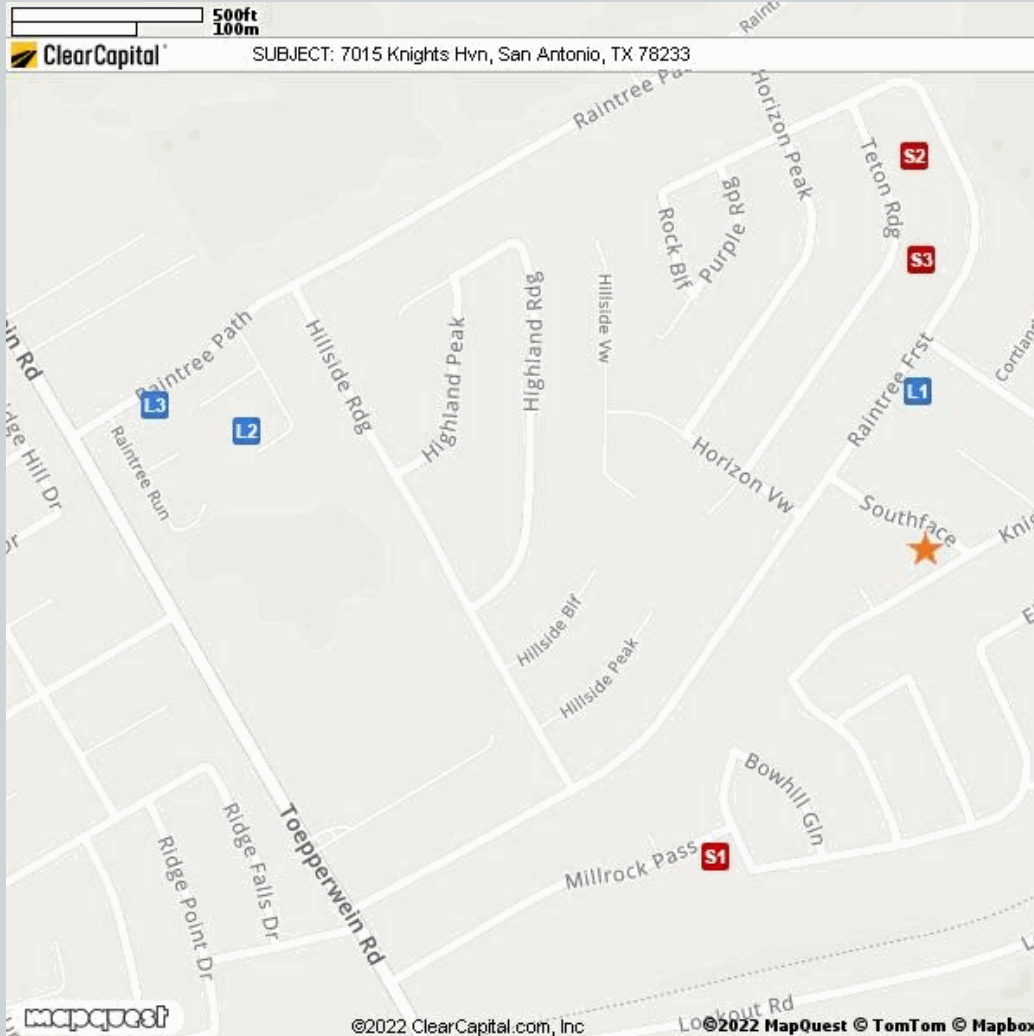 500ft
100m
ClearCapital
SUBJECT: 7015 Knights Hvn, San Antonio, TX 78233
Raintree
Horizon Peak
Teton Rdg
S2
Rock Blf
Purple Rdg
S3
Hillside Vw
Highland Rdg
Highland Peak
Hillside Rdg
Raintree Path
L3
L2
Raintree Run
Raintree Frst
L1
Horizon Vw
Southface
Hillside Blf
Hillside Peak
Bowhill Gln
Millrock Pass
S1
Toepperwein Rd
Ridge Falls Dr
Ridge Point Dr
Lookout Rd
mapquest
©2022 ClearCapital.com, Inc
©2022 MapQuest © TomTom © Mapbox